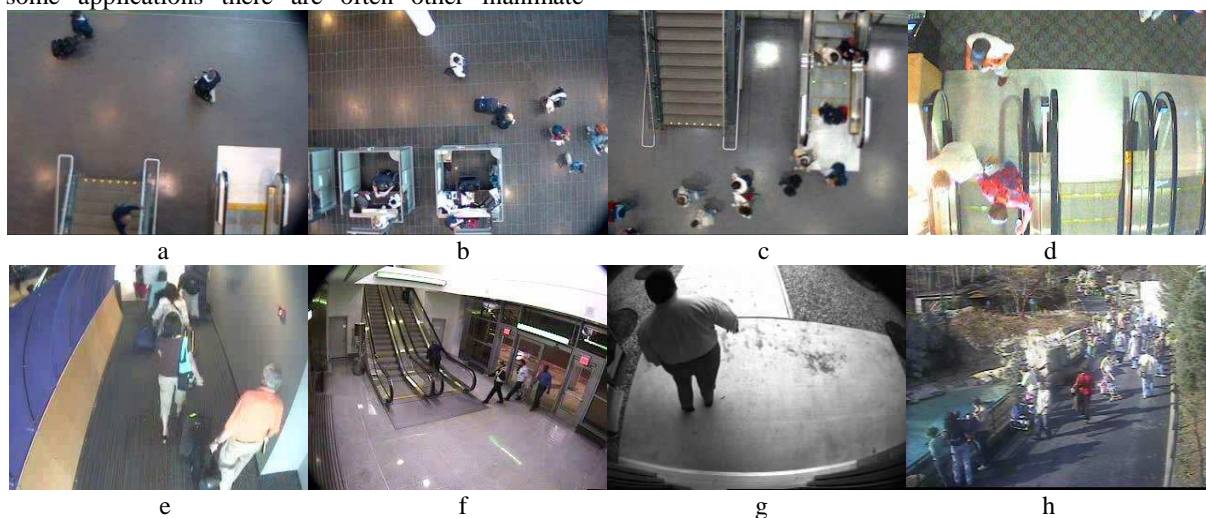 some applications there are often other inanimate
a
b
c
d
e
f
g
h